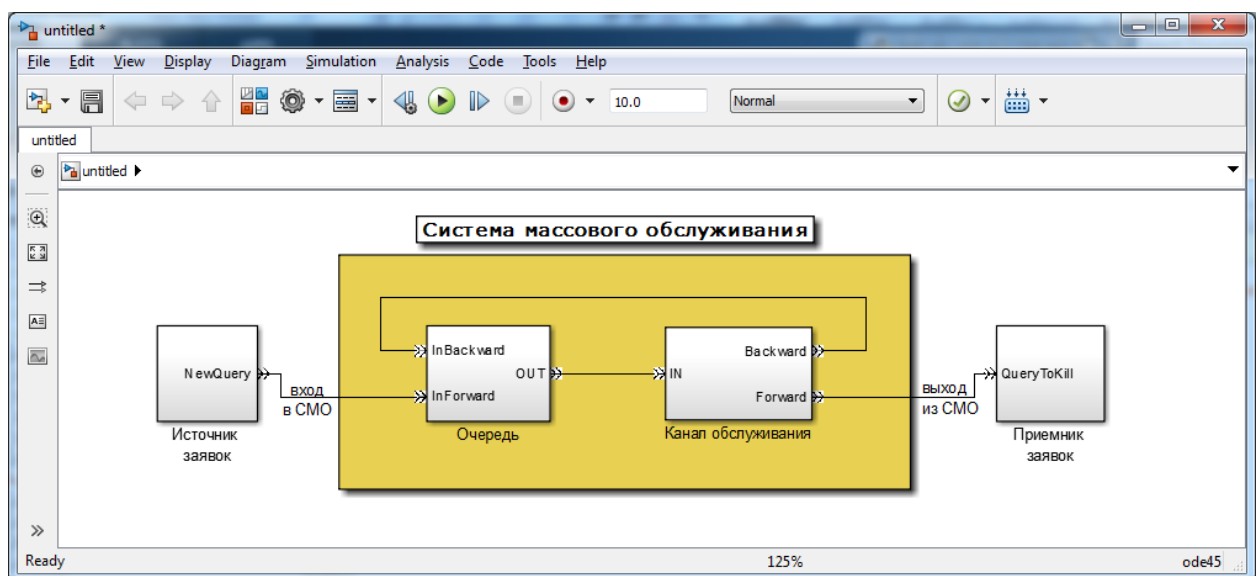 untitled *
File Edit View Display Diagram Simulation Analysis Code Tools Help
10.0 Normal
untitled
untitled
Система массового обслуживания
InBackward
Backward
NewQuery
OUT
IN
QueryToKill
вход
в СМО
InForward
Forward
выход
из СМО
Источник
заявок
Очередь
Канал обслуживания
Приемник
заявок
Ready 125% ode45